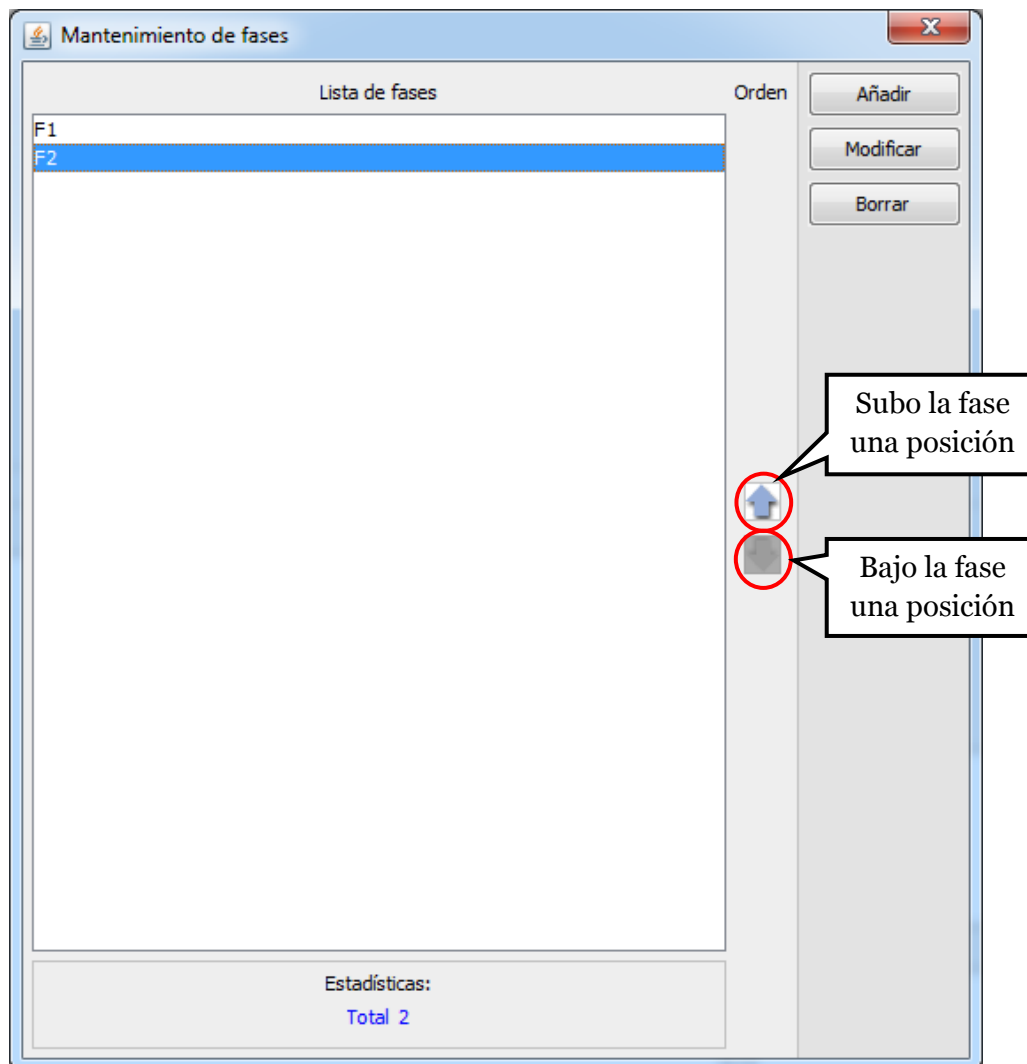 Mantenimiento de fases
Lista de fases
Orden
Añadir
F1
F2
Modificar
Borrar
Subo la fase
una posición
Bajo la fase
una posición
Estadísticas:
Total 2